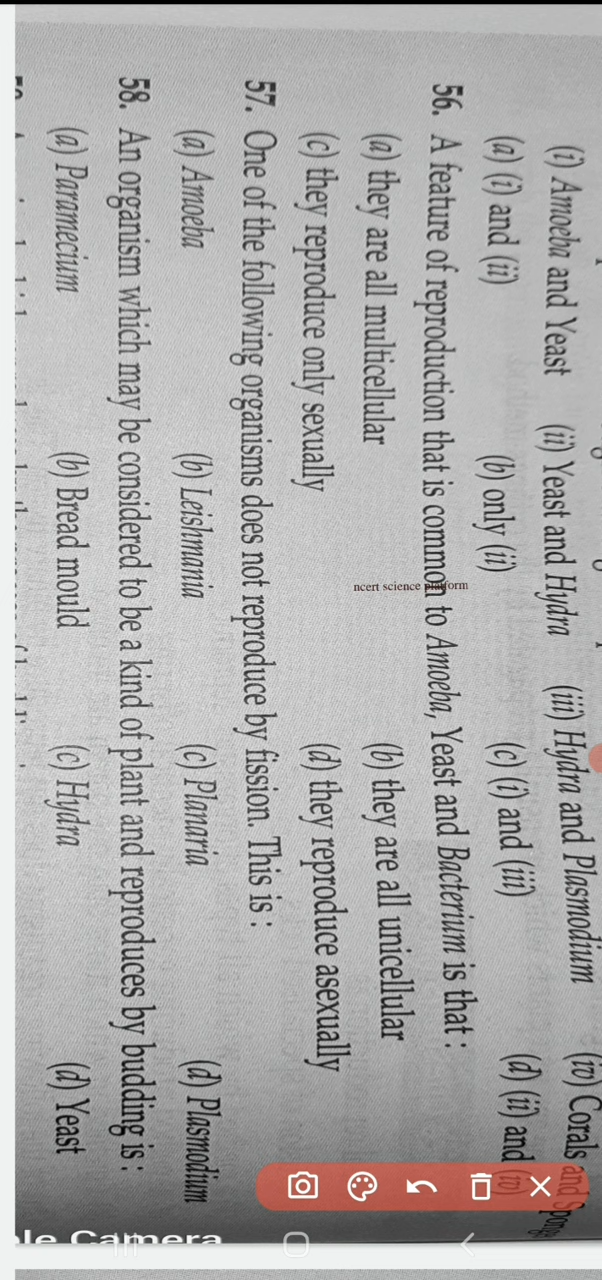 (i) Amoeba and Yeast (ii) Yeast and Hydra (iii) Hydra and Plasmodium (iv) Corals and
(a) (i) and (ii) (b) only (ii) (c) (i) and (iii) (d) (ii) and (iv)
56. A feature of reproduction that is common to Amoeba, Yeast and Bacterium is that :
(a) they are all multicellular (b) they are all unicellular
(c) they reproduce only sexually (d) they reproduce asexually
57. One of the following organisms does not reproduce by fission. This is :
(a) Amoeba (b) Leishmania (c) Planaria (d) Plasmodium
58. An organism which may be considered to be a kind of plant and reproduces by budding is :
(a) Paramecium (b) Bread mould (c) Hydra (d) Yeast
ncert science platform
le Camera